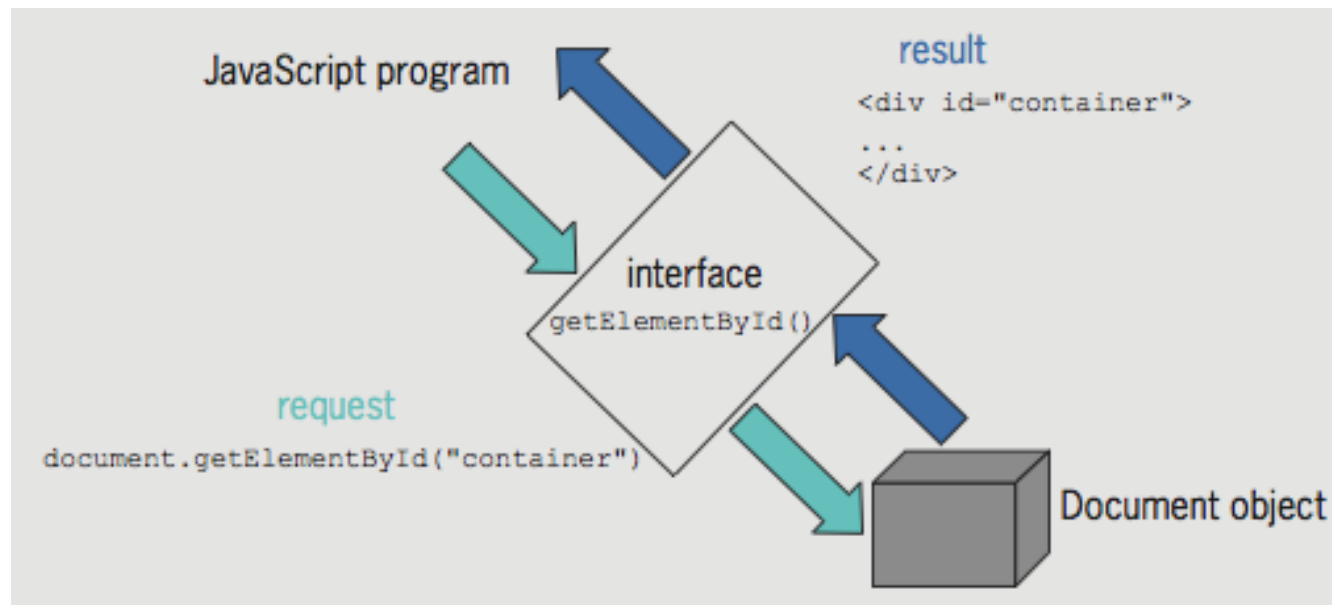 JavaScript program
result
<div id="container">
...
</div>
interface
getElementById()
request
document.getElementById("container")
Document object